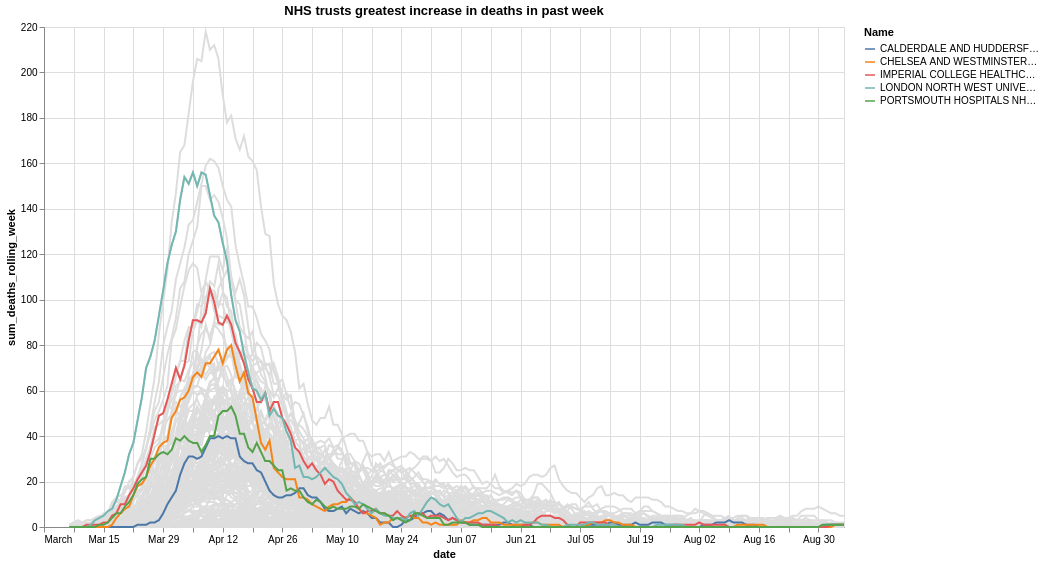 NHS trusts greatest increase in deaths in past week
220
200
180
160
140
120
100
80
60
40
20
0
sum_deaths_rolling_week
March Mar 15 Mar 29 Apr 12 Apr 26 May 10 May 24 Jun 07 Jun 21 Jul 05 Jul 19 Aug 02 Aug 16 Aug 30
date
Name
CALDERDALE AND HUDDERSF…
CHELSEA AND WESTMINSTER…
IMPERIAL COLLEGE HEALTHC…
LONDON NORTH WEST UNIVE…
PORTSMOUTH HOSPITALS NH…